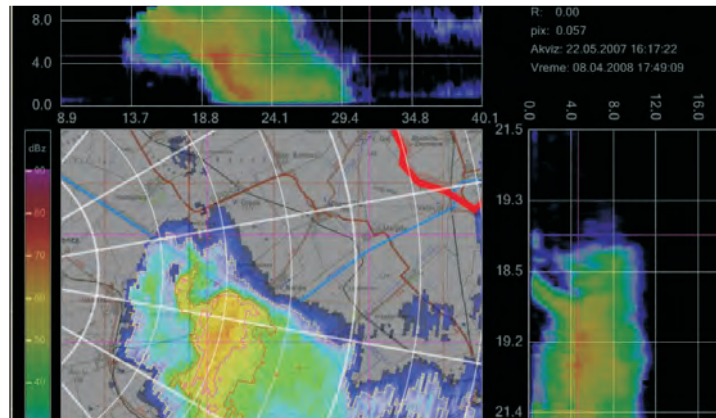 8.0
4.0
0.0
8.9 13.7 18.8 24.1 29.4 34.8 40.1
R: 0.00
pix: 0.057
Akviz: 22.05.2007 16:17:22
Vreme: 08.04.2008 17:49:09
0.0 4.0 8.0 12.0 16.0
dBz
90
80
70
60
50
40
21.5
19.3
18.5
19.2
21.4